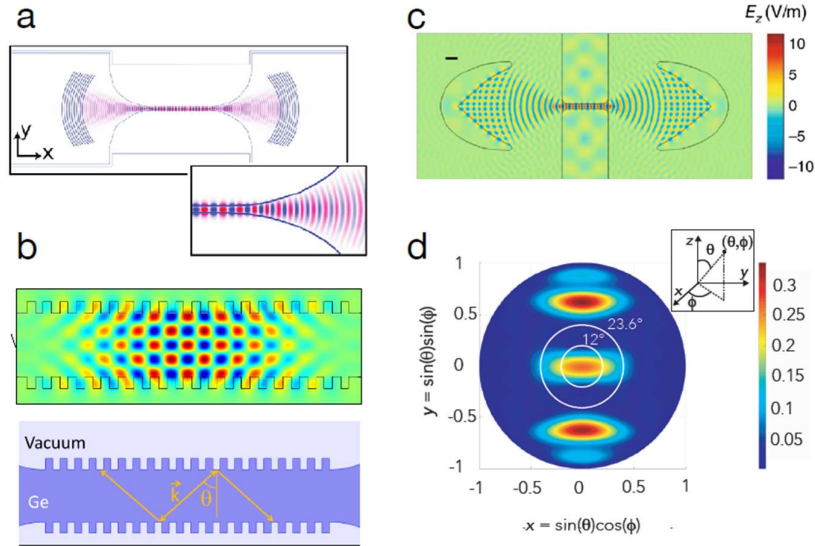 a
y
x
b
Vacuum
Ge
k
θ
c
E_z (V/m)
10
5
0
−5
−10
d
z
θ
(θ,ϕ)
x
y
ϕ
23.6°
12°
y = sin(θ)sin(ϕ)
1
0.5
0
-0.5
-1
-1 -0.5 0 0.5 1
x = sin(θ)cos(ϕ)
0.3
0.25
0.2
0.15
0.1
0.05